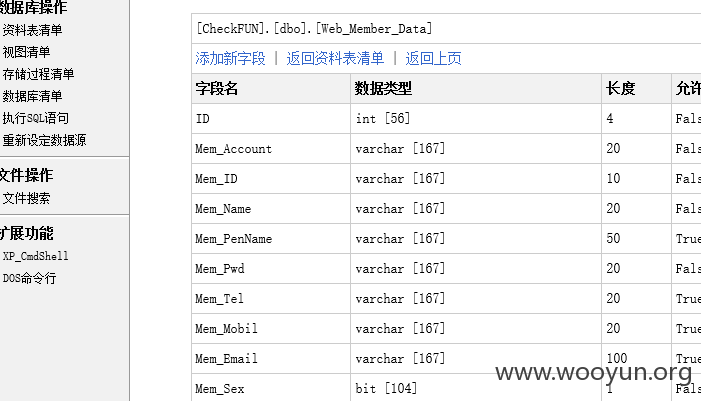 数据库操作
资料表清单
视图清单
存储过程清单
数据库清单
执行SQL语句
重新设定数据源
文件操作
文件搜索
扩展功能
XP_CmdShell
DOS命令行
[CheckFUN].[dbo].[Web_Member_Data]
添加新字段 | 返回资料表清单 | 返回上页
字段名 数据类型 长度 允许
ID int [56] 4 Fals
Mem_Account varchar [167] 20 Fals
Mem_ID varchar [167] 10 Fals
Mem_Name varchar [167] 20 Fals
Mem_PenName varchar [167] 50 True
Mem_Pwd varchar [167] 20 Fals
Mem_Tel varchar [167] 20 True
Mem_Mobil varchar [167] 20 True
Mem_Email varchar [167] 100 True
Mem_Sex bit [104] 1 Fals
www.wooyun.org